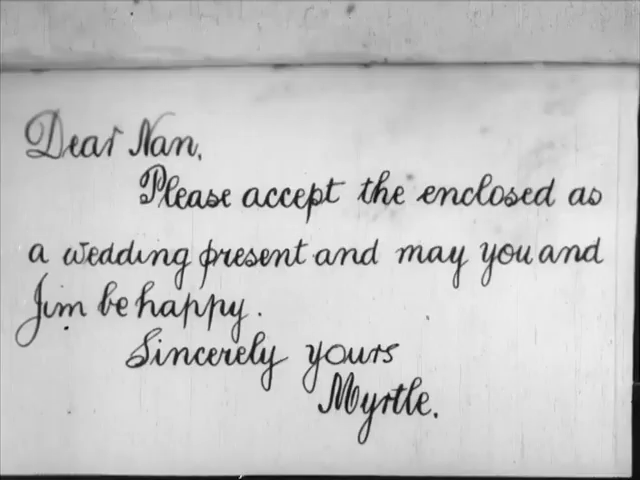 Dear Nan,
Please accept the enclosed as
a wedding present and may you and
Jim be happy.
Sincerely yours
Myrtle.